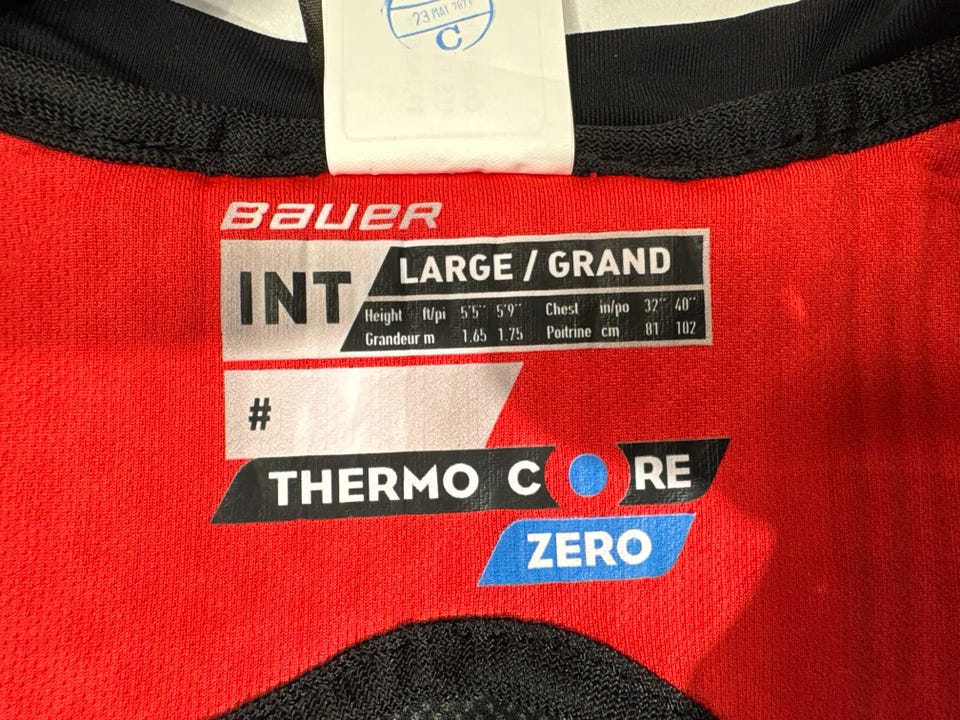 23 MAY 2023
C
BAUER
INT
LARGE / GRAND
Height ft/pi 5'5" 5'9" Chest in/po 32" 40"
Grandeur m 1.65 1.75 Poitrine cm 81 102
#
THERMO CORE
ZERO